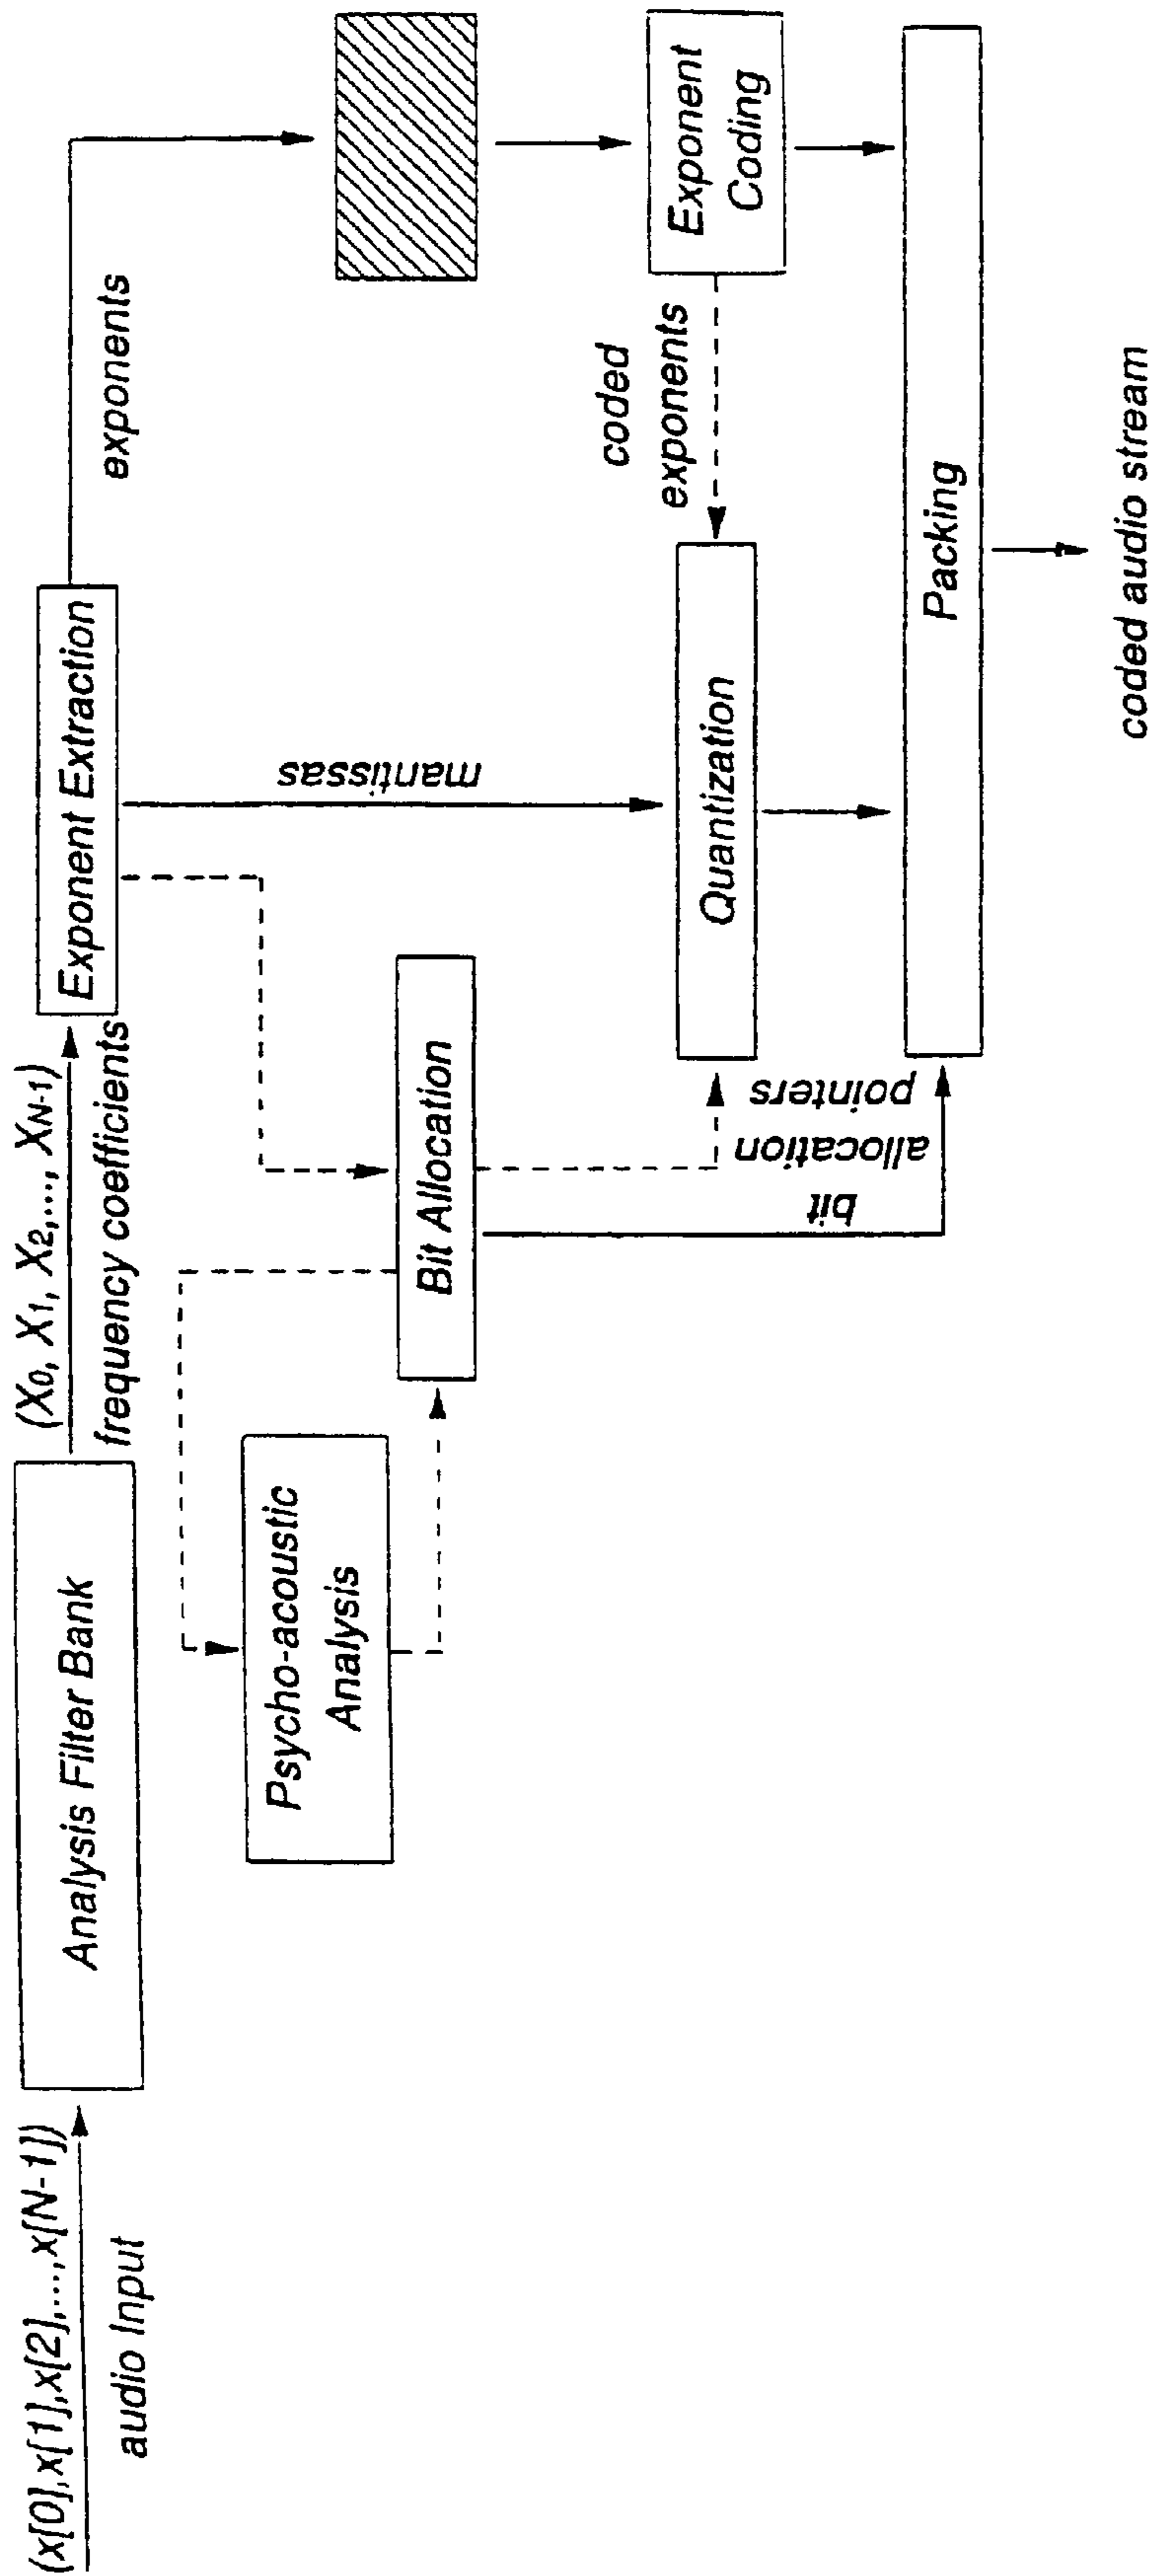 (x[0],x[1],x[2],...,x[N-1])
audio Input
Analysis Filter Bank
(X0, X1, X2,..., XN-1)
frequency coefficients
Exponent Extraction
exponents
Psycho-acoustic
Analysis
Bit Allocation
mantissas
bit
allocation
pointers
Quantization
coded
exponents
Exponent
Coding
Packing
coded audio stream